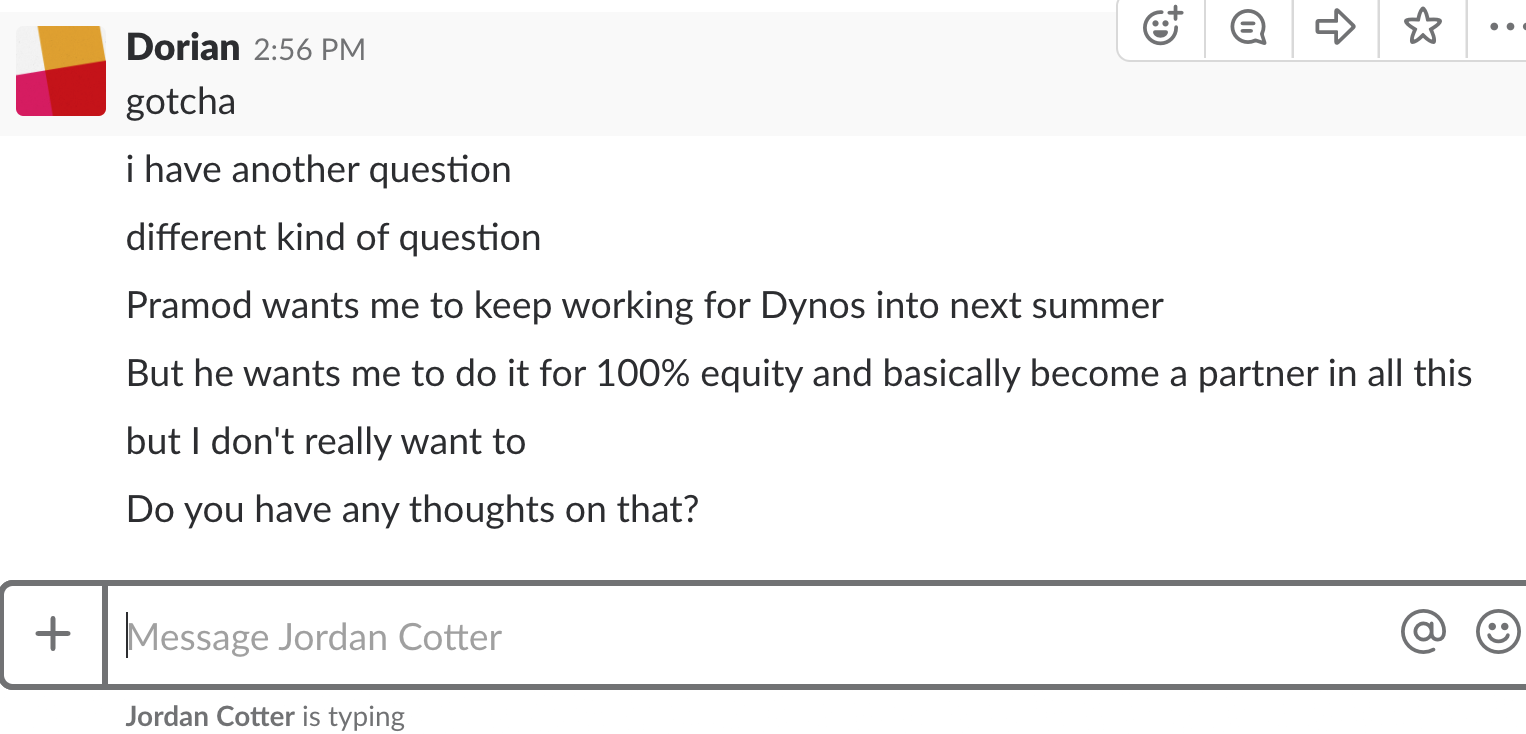 Dorian 2:56 PM
gotcha
i have another question
different kind of question
Pramod wants me to keep working for Dynos into next summer
But he wants me to do it for 100% equity and basically become a partner in all this
but I don't really want to
Do you have any thoughts on that?
Message Jordan Cotter
Jordan Cotter is typing